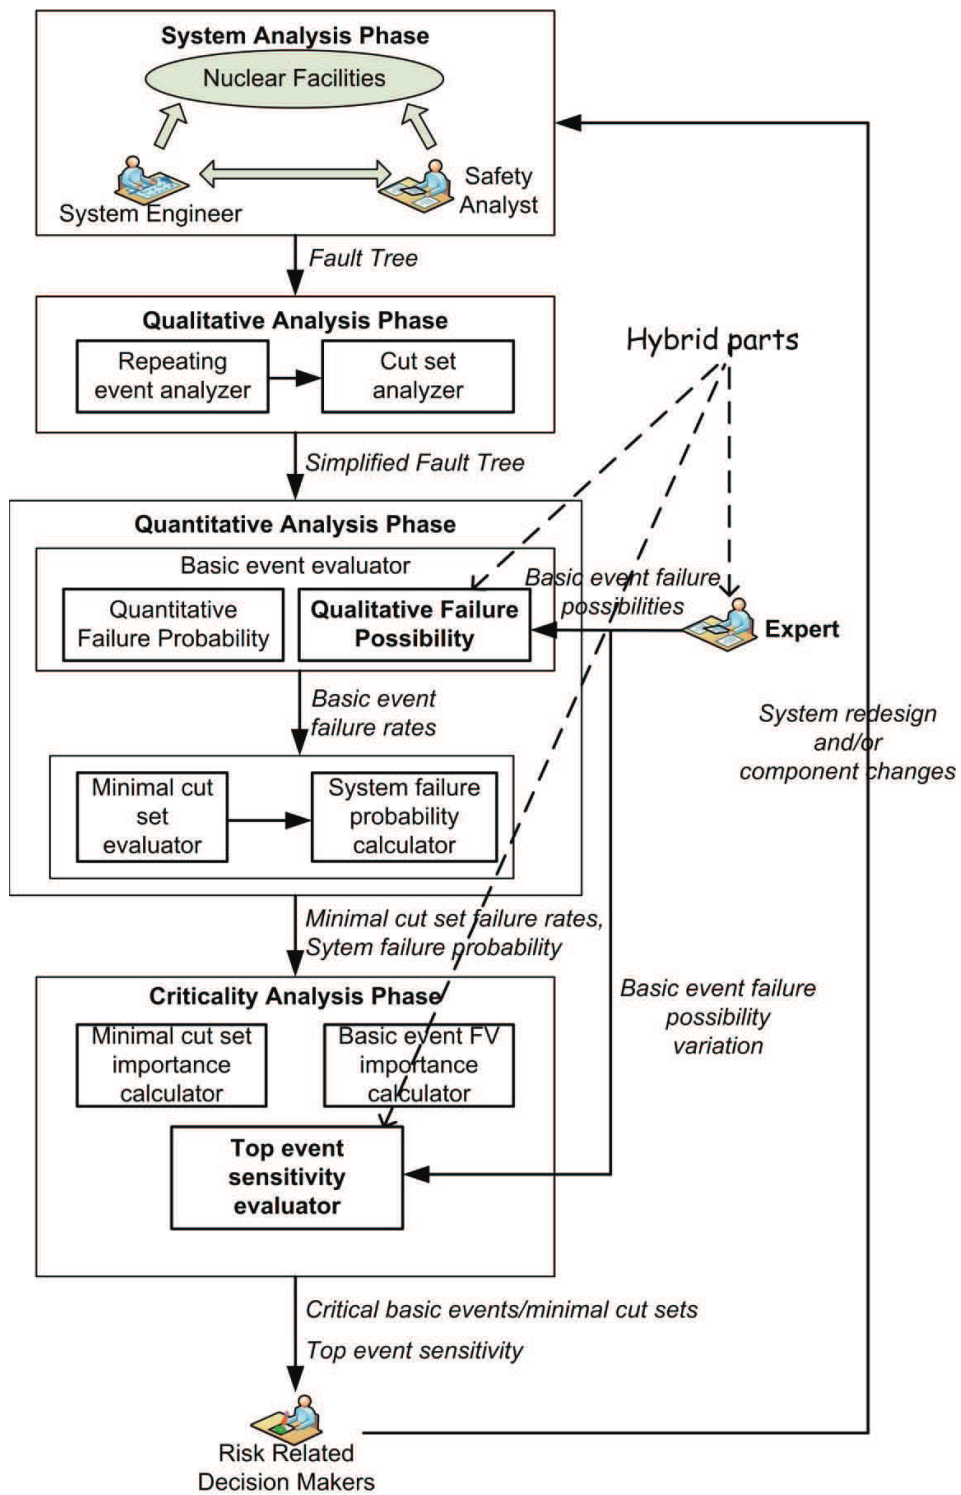 System Analysis Phase
Nuclear Facilities
System Engineer
Safety
Analyst
Fault Tree
Qualitative Analysis Phase
Repeating
event analyzer
Cut set
analyzer
Hybrid parts
Simplified Fault Tree
Quantitative Analysis Phase
Basic event evaluator
Quantitative
Failure Probability
Qualitative Failure
Possibility
Basic event failure
possibilities
Expert
Basic event
failure rates
System redesign
and/or
component changes
Minimal cut
set
evaluator
System failure
probability
calculator
Minimal cut set failure rates,
Sytem failure probability
Criticality Analysis Phase
Minimal cut set
importance
calculator
Basic event FV
importance
calculator
Basic event failure
possibility
variation
Top event
sensitivity
evaluator
Critical basic events/minimal cut sets
Top event sensitivity
Risk Related
Decision Makers